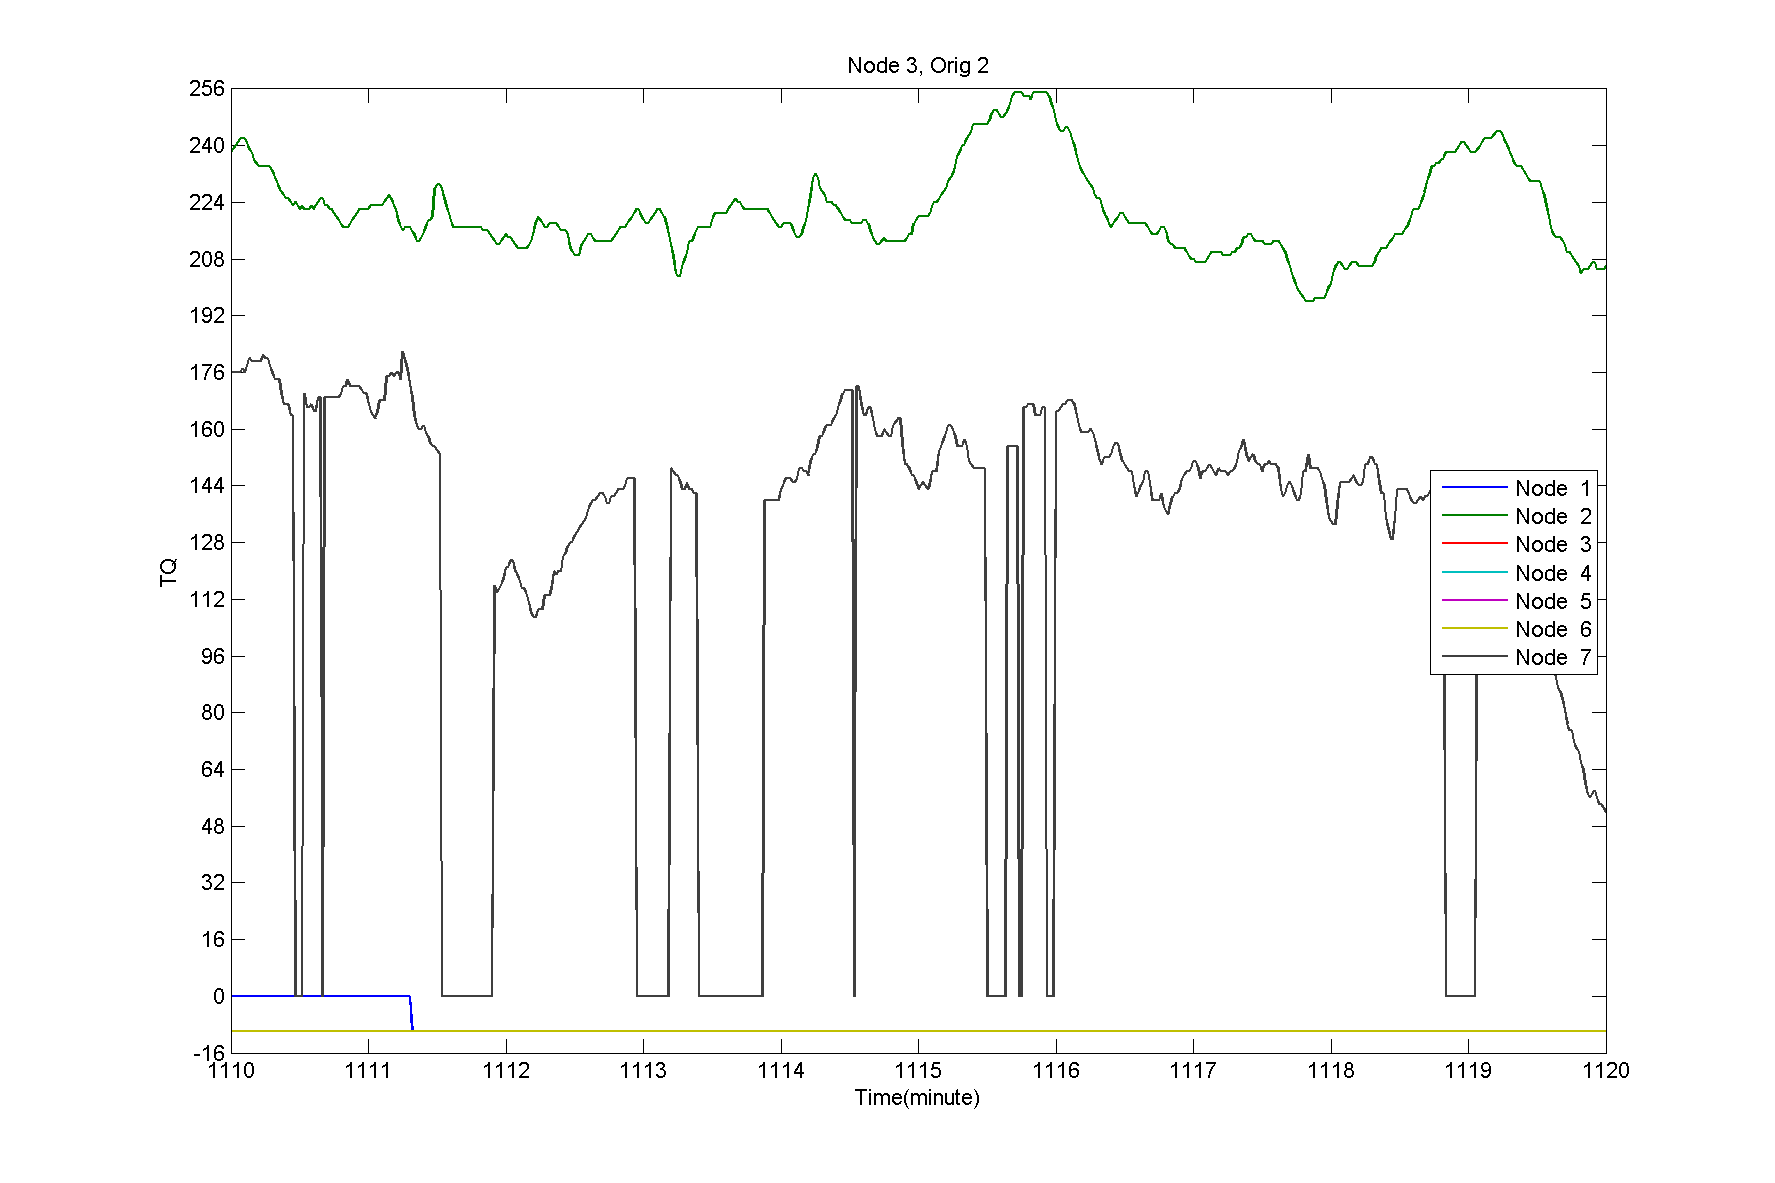 Node 3, Orig 2
256
240
224
208
192
176
160
144
128
112
96
80
64
48
32
16
0
-16
TQ
Node 1
Node 2
Node 3
Node 4
Node 5
Node 6
Node 7
1110 1111 1112 1113 1114 1115 1116 1117 1118 1119 1120
Time(minute)